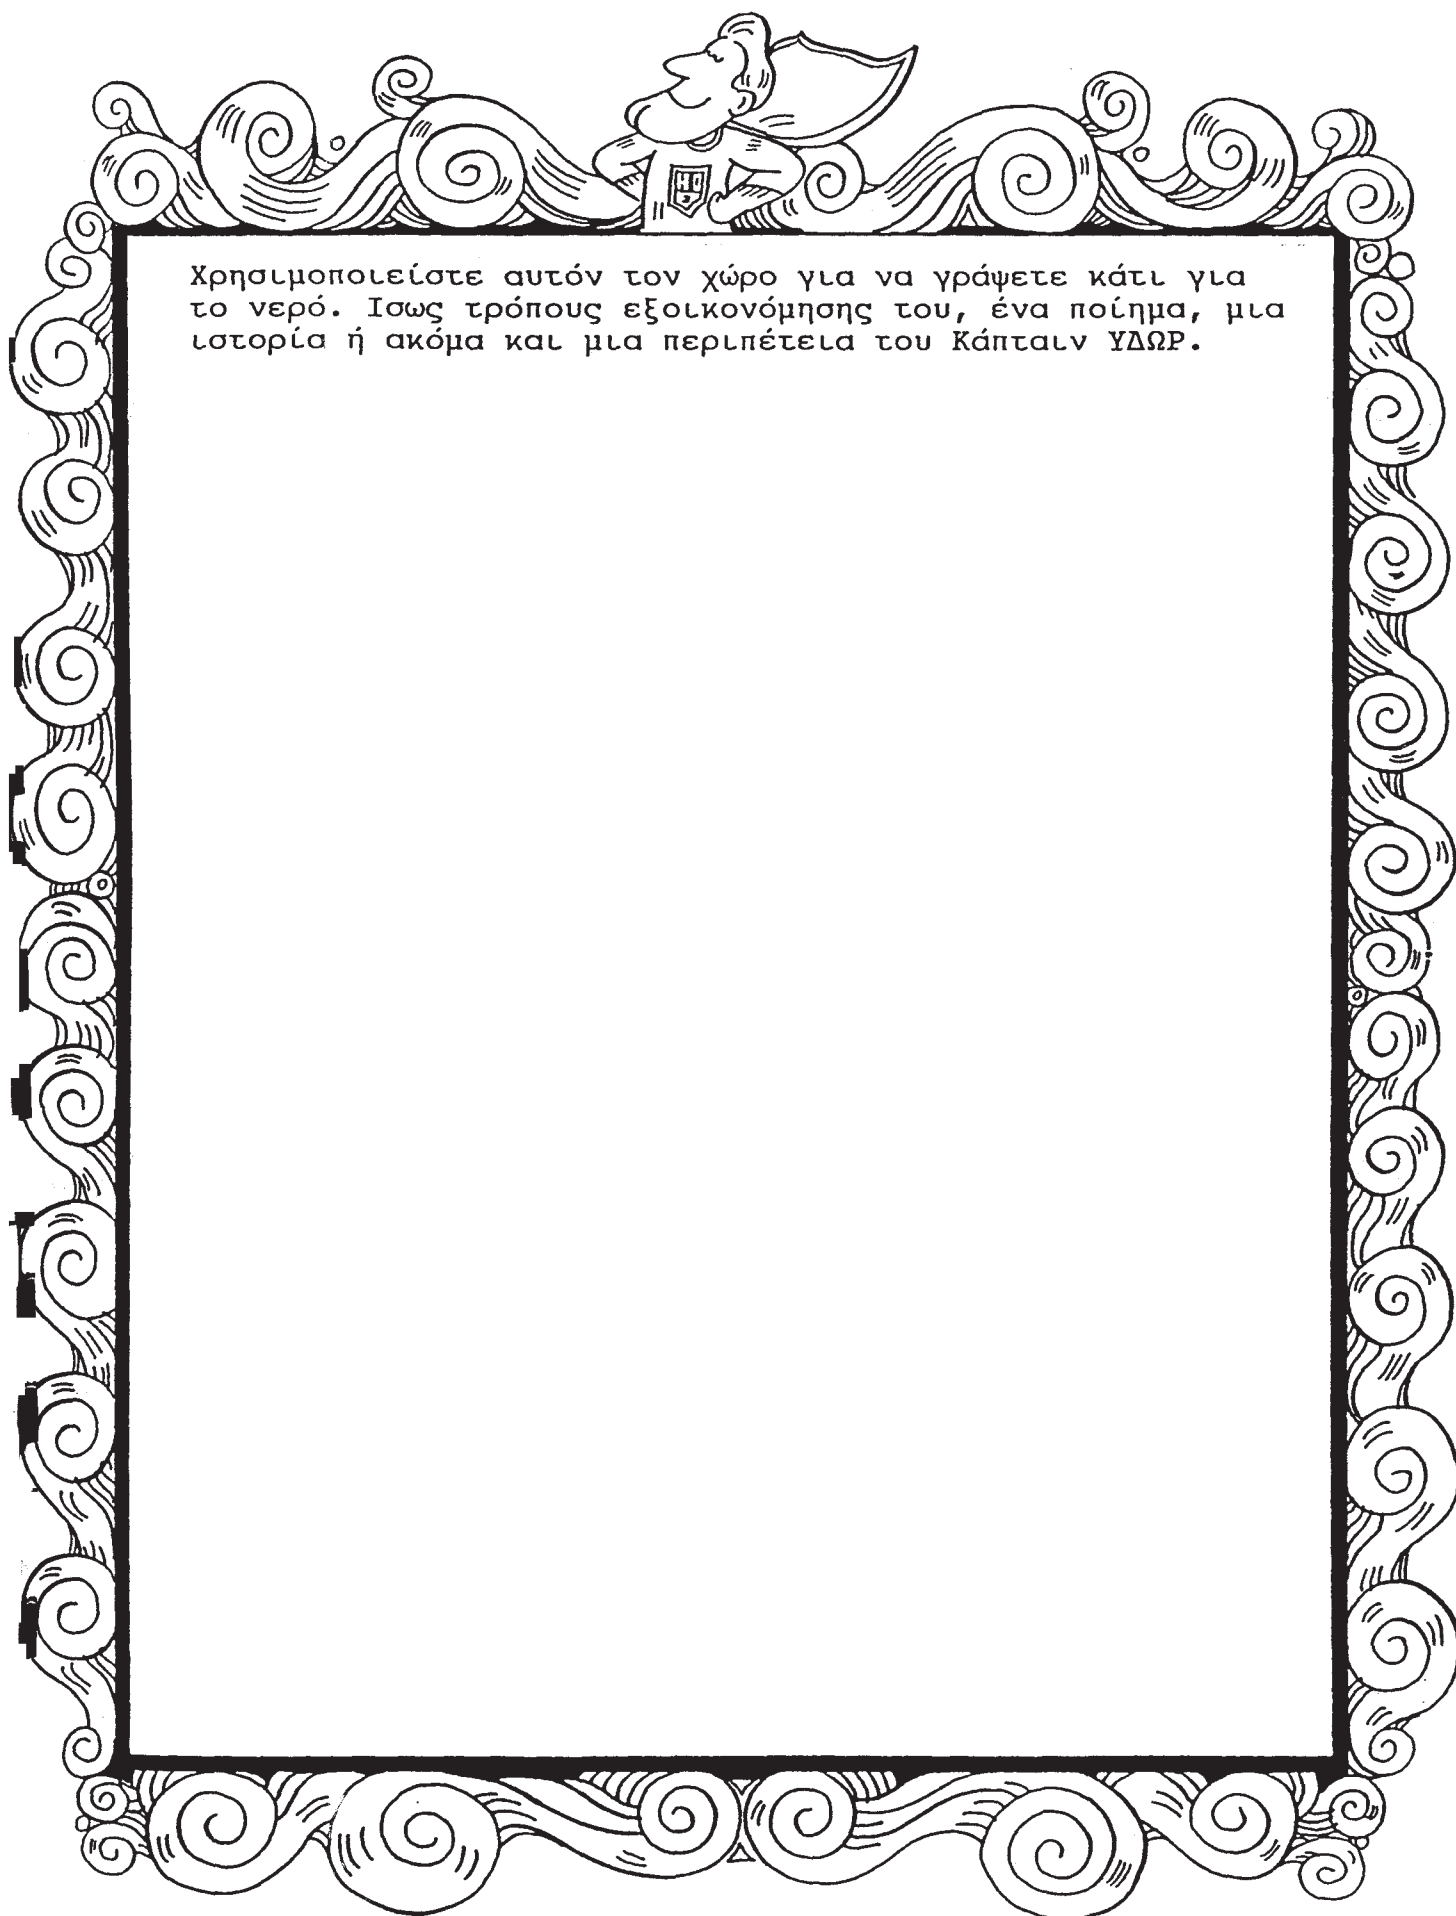 Χρησιμοποιείστε αυτόν τον χώρο για να γράψετε κάτι για
το νερό. Ισως τρόπους εξοικονόμησης του, ένα ποίημα, μια
ιστορία ή ακόμα και μια περιπέτεια του Κάπταιν ΥΔΩΡ.